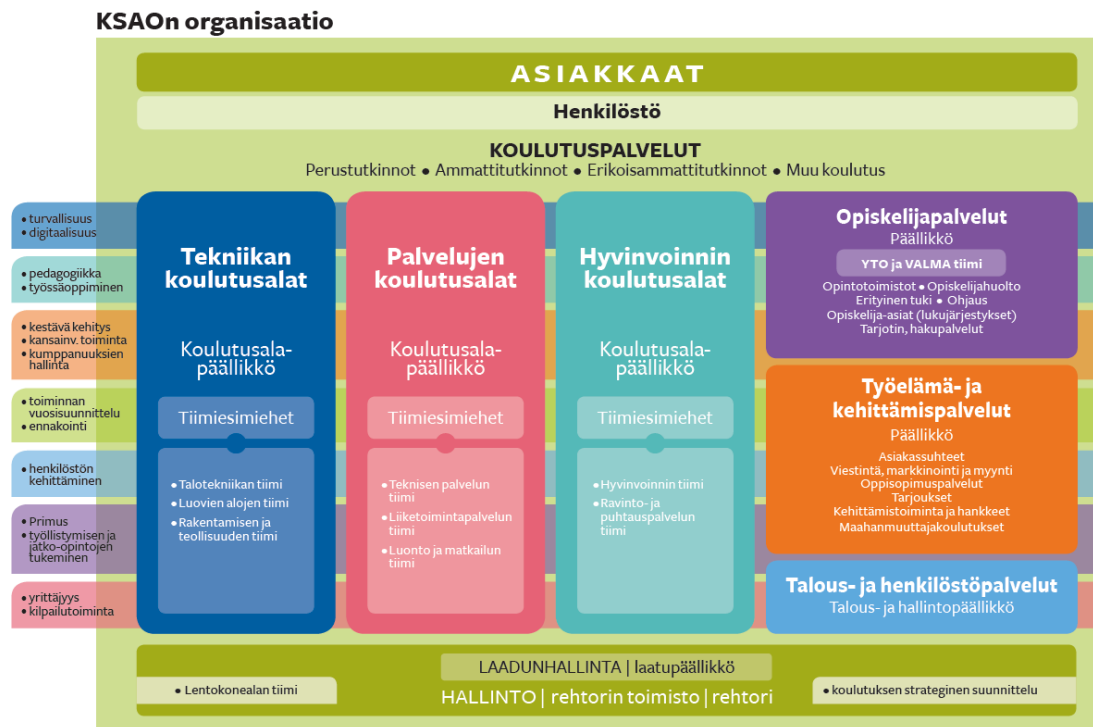 KSAOn organisaatio
ASIAKKAAT
Henkilöstö
KOULUTUSPALVELUT
Perustutkinnot • Ammattitutkinnot • Erikoisammattitutkinnot • Muu koulutus
• turvallisuus
• digitaalisuus
• pedagogiikka
• työssäoppiminen
• kestävä kehitys
• kansainv. toiminta
• kumppanuuksien
hallinta
• toiminnan
vuosisuunnittelu
• ennakointi
• henkilöstön
kehittäminen
• Primus
• työllistymisen ja
jatko-opintojen
tukeminen
• yrittäjyys
• kilpailutoiminta
Tekniikan
koulutusalat
Koulutusala-
päällikkö
Tiimiesimiehet
• Talotekniikan tiimi
• Luovien alojen tiimi
• Rakentamisen ja
teollisuuden tiimi
Palvelujen
koulutusalat
Koulutusala-
päällikkö
Tiimiesimiehet
• Teknisen palvelun
tiimi
• Liiketoimintapalvelun
tiimi
• Luonto ja matkailun
tiimi
Hyvinvoinnin
koulutusalat
Koulutusala-
päällikkö
Tiimiesimiehet
• Hyvinvoinnin tiimi
• Ravinto- ja
puhtauspalvelun
tiimi
Opiskelijapalvelut
Päällikkö
YTO ja VALMA tiimi
Opintotoimistot • Opiskelijahuolto
Erityinen tuki • Ohjaus
Opiskelija-asiat (lukujärjestykset)
Tarjotin, hakupalvelut
Työelämä- ja
kehittämispalvelut
Päällikkö
Asiakassuhteet
Viestintä, markkinointi ja myynti
Oppisopimuspalvelut
Tarjoukset
Kehittämistoiminta ja hankkeet
Maahanmuuttajakoulutukset
Talous- ja henkilöstöpalvelut
Talous- ja hallintopäällikkö
LAADUNHALLINTA | laatupäällikkö
• Lentokonealan tiimi
HALLINTO | rehtorin toimisto | rehtori
• koulutuksen strateginen suunnittelu